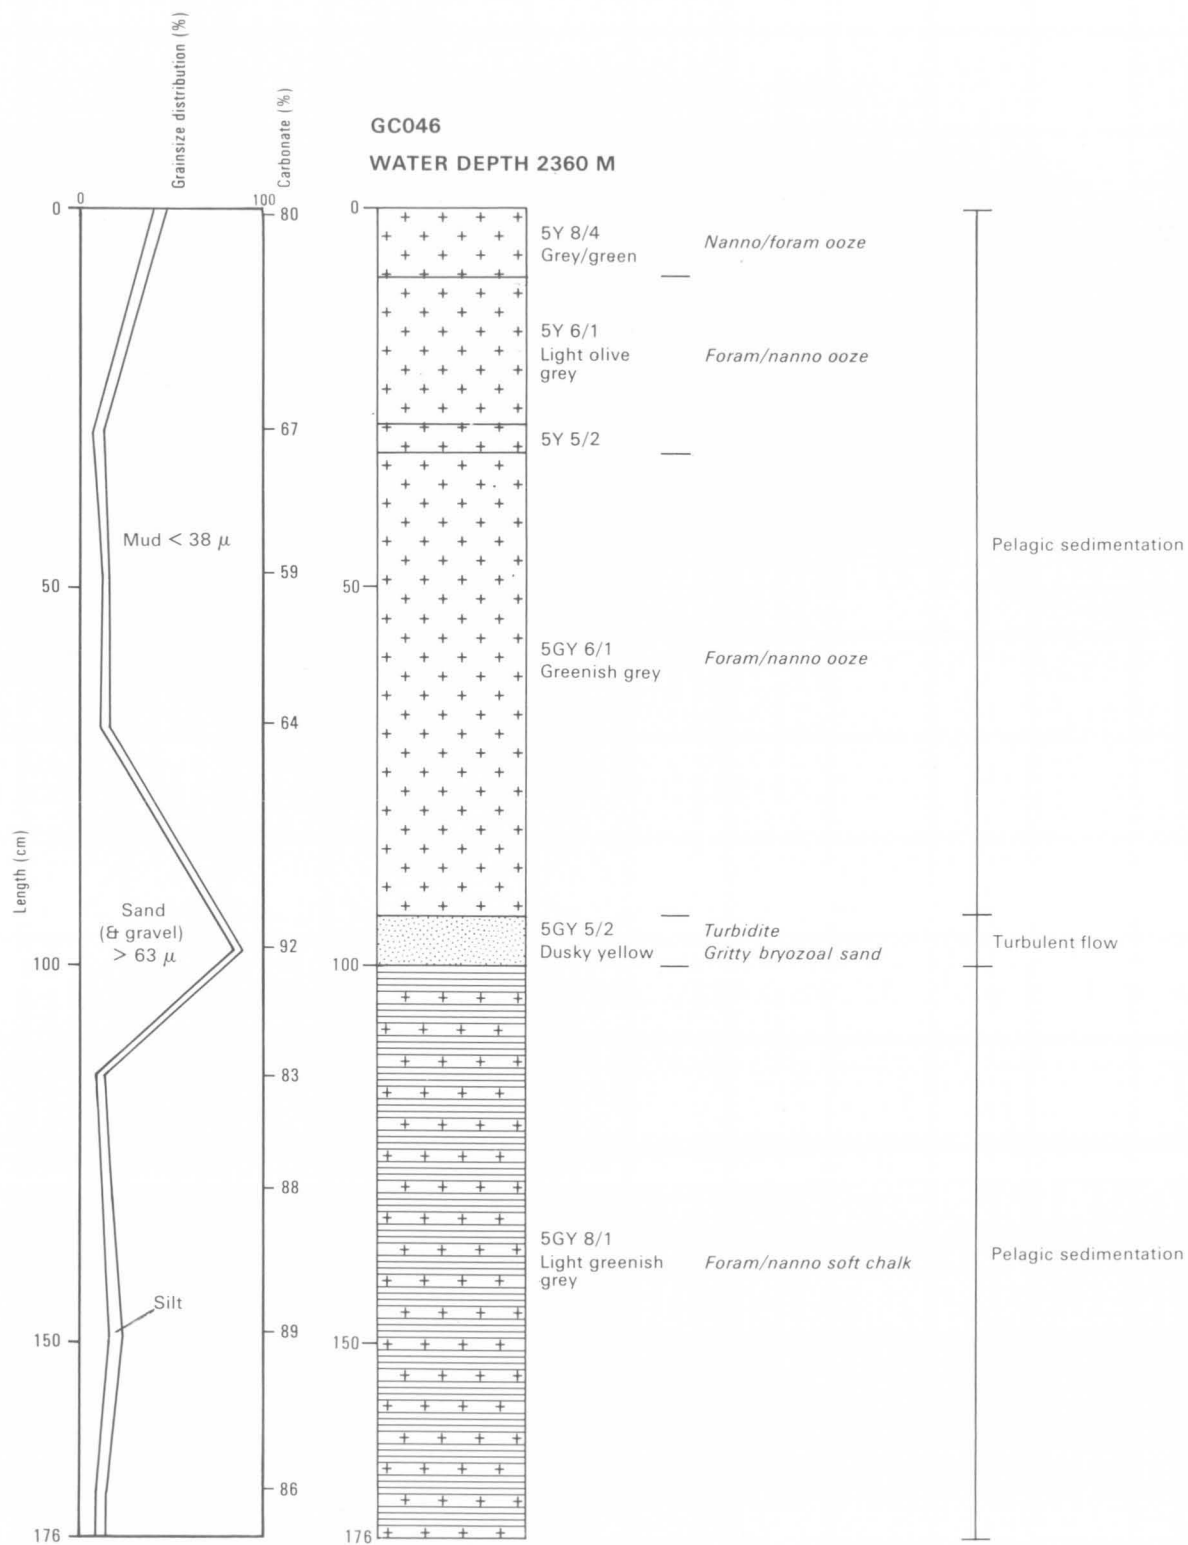 Grainsize distribution (%)
Carbonate (%)
GC046
WATER DEPTH 2360 M
0
100
0
80
67
59
50
64
92
100
83
88
89
150
86
176
Length (cm)
Mud < 38 μ
Sand
(& gravel)
> 63 μ
Silt
0
50
100
150
176
5Y 8/4
Grey/green
Nanno/foram ooze
5Y 6/1
Light olive
grey
Foram/nanno ooze
5Y 5/2
5GY 6/1
Greenish grey
Foram/nanno ooze
5GY 5/2
Dusky yellow
Turbidite
Gritty bryozoal sand
5GY 8/1
Light greenish
grey
Foram/nanno soft chalk
Pelagic sedimentation
Turbulent flow
Pelagic sedimentation